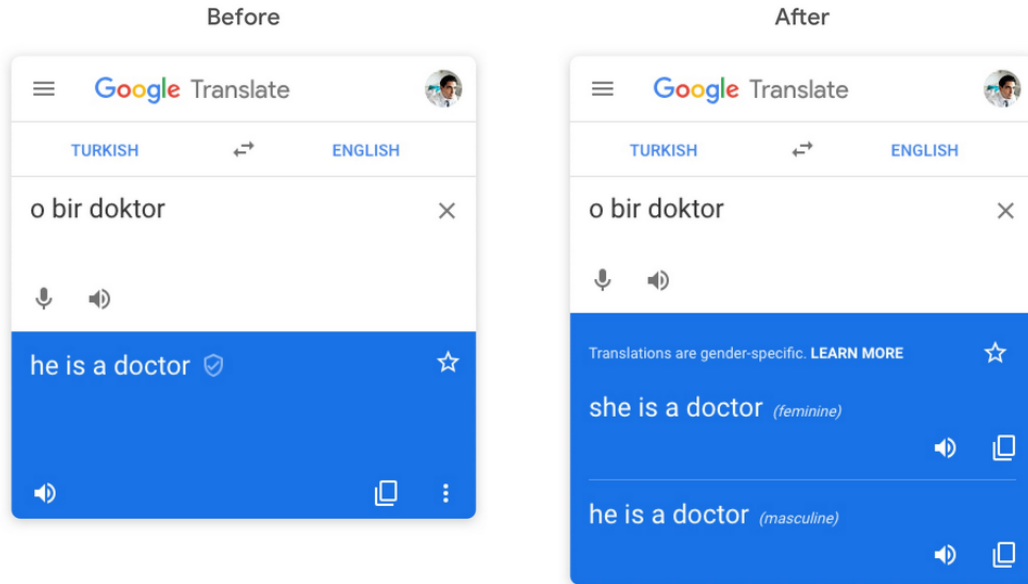 Before
Google Translate
TURKISH ENGLISH
o bir doktor
he is a doctor
After
Google Translate
TURKISH ENGLISH
o bir doktor
Translations are gender-specific. LEARN MORE
she is a doctor (feminine)
he is a doctor (masculine)